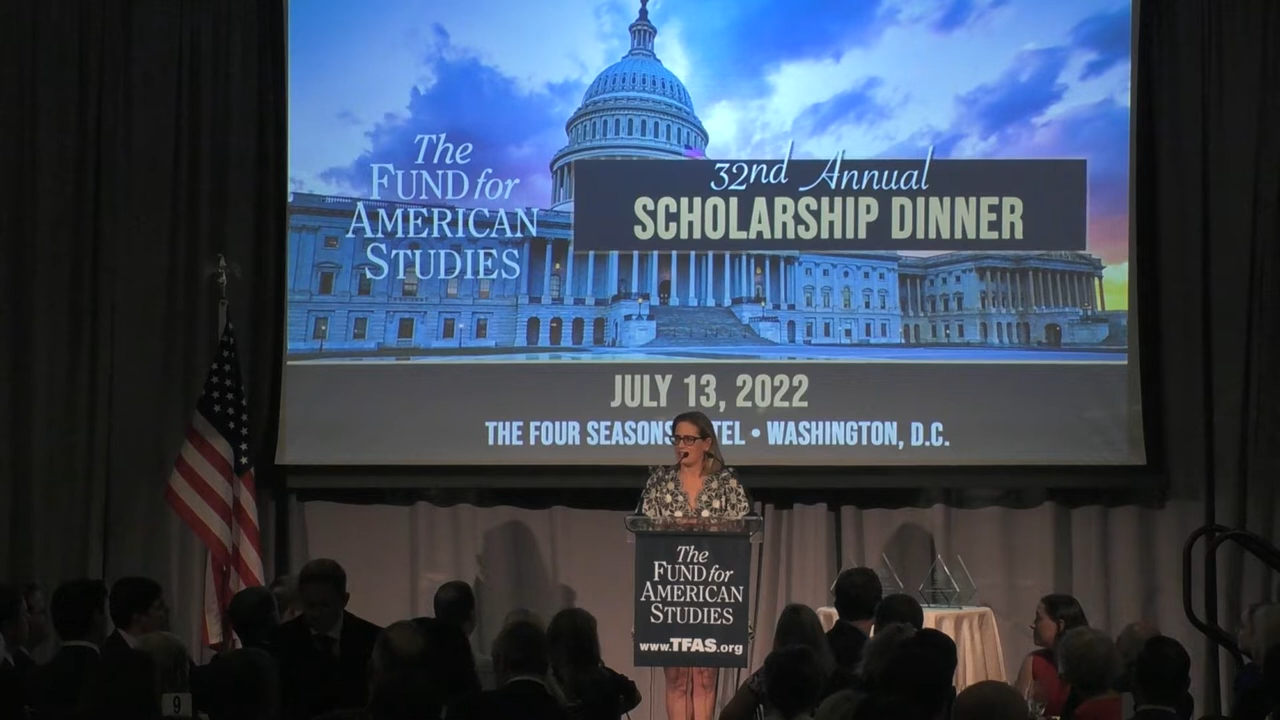 The
FUND for
AMERICAN
STUDIES
32nd Annual
SCHOLARSHIP DINNER
JULY 13, 2022
THE FOUR SEASONS TEL • WASHINGTON, D.C.
The
FUND for
AMERICAN
STUDIES
www.TFAS.org
9